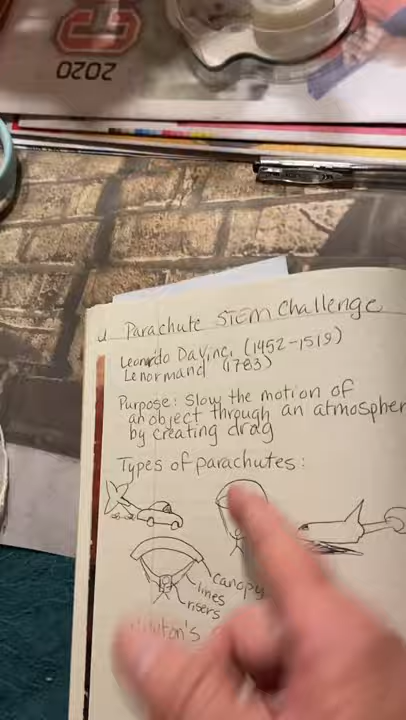 2020
Parachute STEM Challenge
Leonardo DaVinci (1452-1519)
Lenormand (1783)
Purpose: Slow the motion of
an object through an atmospher
by creating drag
Types of parachutes:
canopy
lines
risers